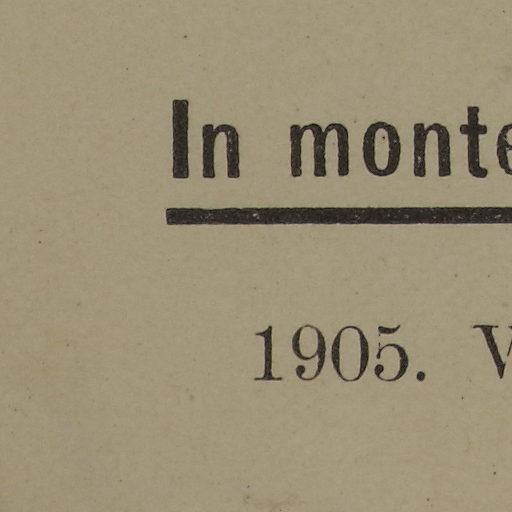 In monte
1905. V